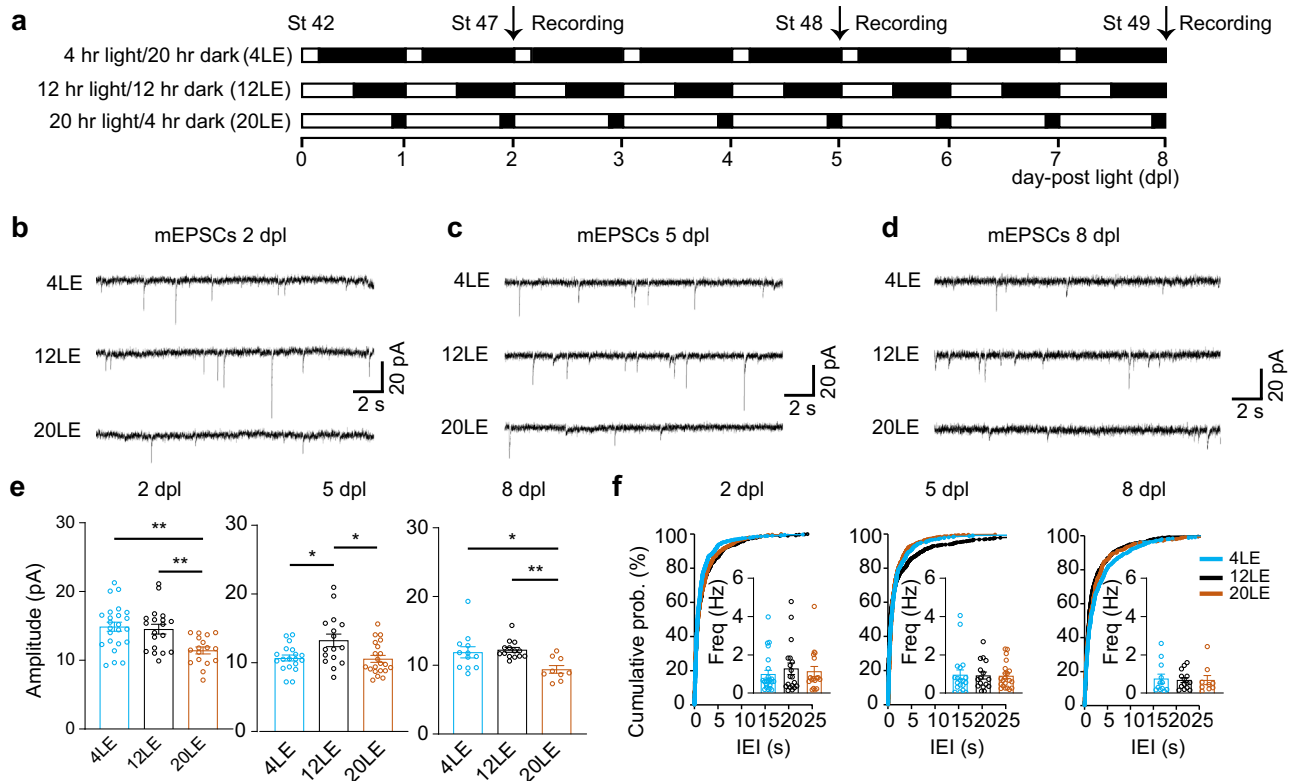 a
St 42
St 47
Recording
St 48
Recording
St 49
Recording
4 hr light/20 hr dark (4LE)
12 hr light/12 hr dark (12LE)
20 hr light/4 hr dark (20LE)
0 1 2 3 4 5 6 7 8
day-post light (dpl)
b
mEPSCs 2 dpl
4LE
12LE
20LE
20 pA
2 s
c
mEPSCs 5 dpl
4LE
12LE
20LE
20 pA
2 s
d
mEPSCs 8 dpl
4LE
12LE
20LE
20 pA
2 s
e
2 dpl
Amplitude (pA)
30
20
10
0
**
**
4LE 12LE 20LE
5 dpl
30
20
10
0
*
*
4LE 12LE 20LE
8 dpl
30
20
10
0
*
**
4LE 12LE 20LE
f
2 dpl
Cumulative prob. (%)
100
80
60
40
20
0
Freq (Hz)
6
4
2
0
0 5 10 15 20 25
IEI (s)
5 dpl
100
80
60
40
20
0
Freq (Hz)
6
4
2
0
0 5 10 15 20 25
IEI (s)
8 dpl
100
80
60
40
20
0
Freq (Hz)
6
4
2
0
0 5 10 15 20 25
IEI (s)
4LE
12LE
20LE